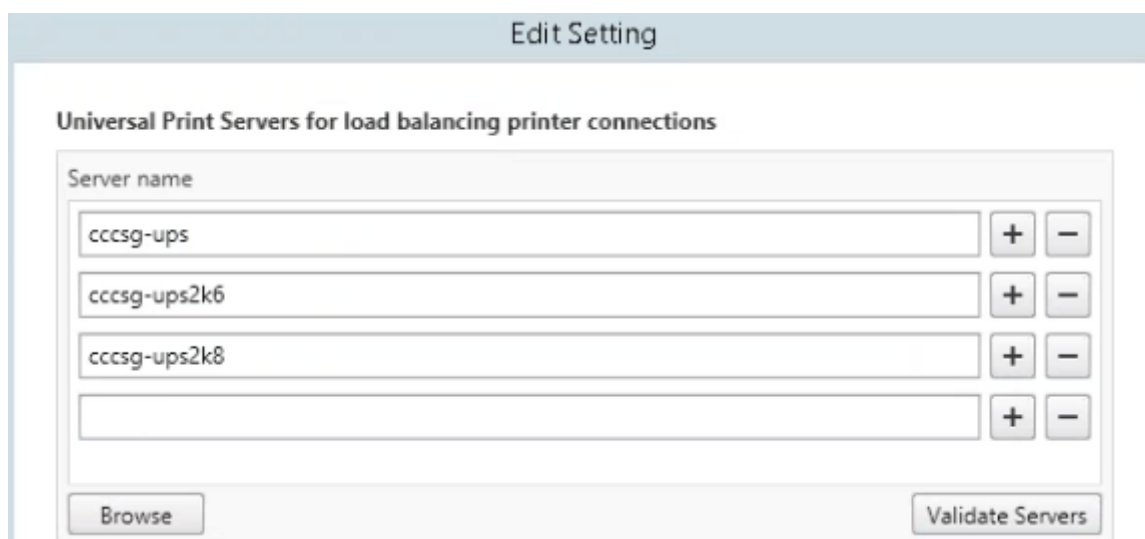 Edit Setting
Universal Print Servers for load balancing printer connections
Server name
cccsg-ups + −
cccsg-ups2k6 + −
cccsg-ups2k8 + −
+ −
Browse Validate Servers